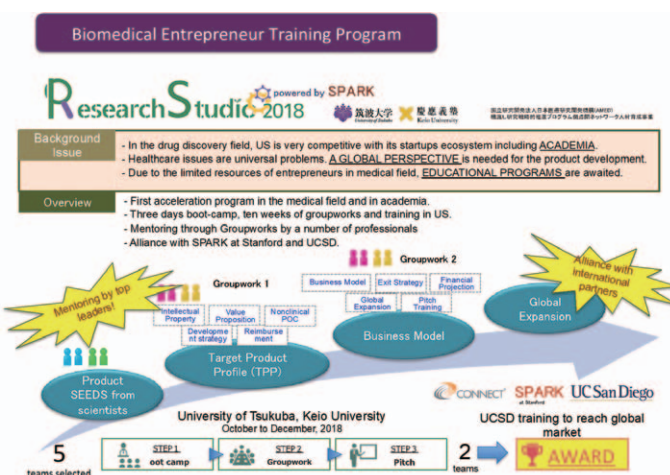 Biomedical Entrepreneur Training Program
ResearchStudio 2018 powered by SPARK
筑波大学 University of Tsukuba 慶應義塾 Keio University
Background Issue
- In the drug discovery field, US is very competitive with its startups ecosystem including ACADEMIA.
- Healthcare issues are universal problems. A GLOBAL PERSPECTIVE is needed for the product development.
- Due to the limited resources of entrepreneurs in medical field, EDUCATIONAL PROGRAMS are awaited.
Overview
- First acceleration program in the medical field and in academia.
- Three days boot-camp, ten weeks of groupworks and training in US.
- Mentoring through Groupworks by a number of professionals
- Alliance with SPARK at Stanford and UCSD.
Mentoring by top leaders!
Groupwork 1
Intellectual Property
Value Proposition
Nonclinical POC
Developme nt strategy
Reimburse ment
Groupwork 2
Business Model
Exit Strategy
Financial Projection
Global Expansion
Pitch Training
Alliance with international partners
Product SEEDS from scientists
Target Product Profile (TPP)
Business Model
Global Expansion
CONNECT SPARK at Stanford UC San Diego
University of Tsukuba, Keio University
October to December, 2018
UCSD training to reach global market
5 teams selected
STEP 1 oot camp
STEP 2 Groupwork
STEP 3 Pitch
2 teams
AWARD